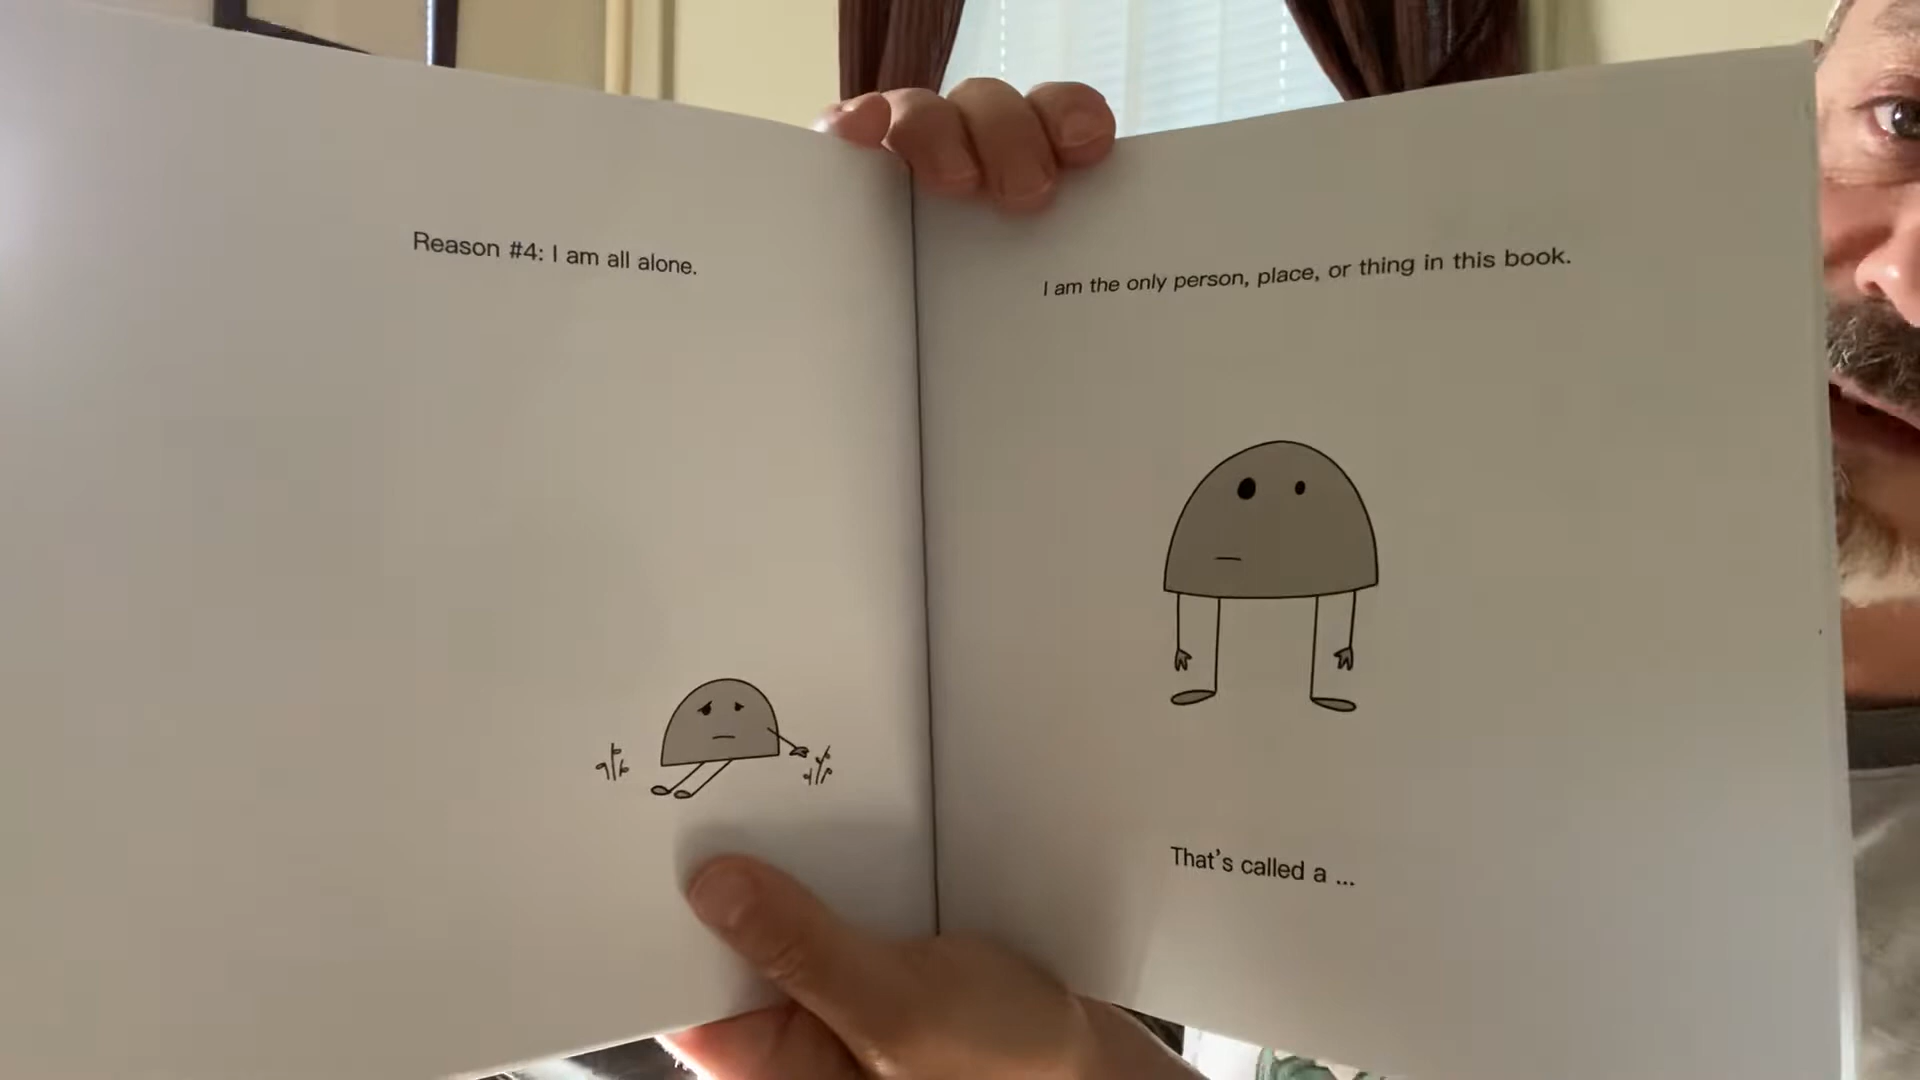 Reason #4: I am all alone.
I am the only person, place, or thing in this book.
That's called a ...